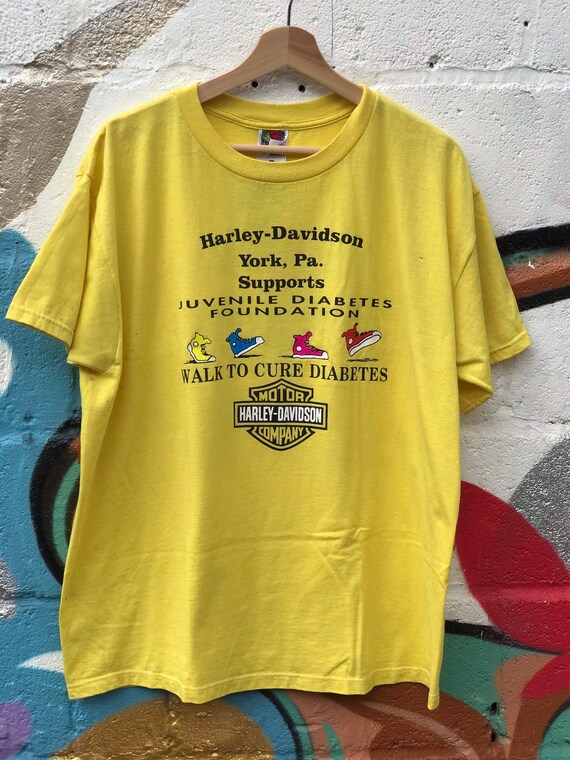 Harley-Davidson
York, Pa.
Supports
JUVENILE DIABETES
FOUNDATION
WALK TO CURE DIABETES
MOTOR
HARLEY-DAVIDSON
COMPANY